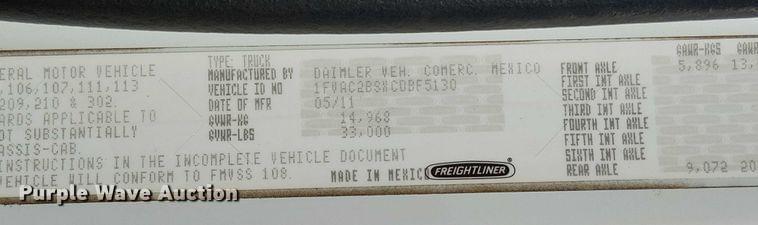 ERAL MOTOR VEHICLE
,106,107,111,113
209,210 & 302.
ARDS APPLICABLE TO
OT SUBSTANTIALLY
ASSIS-CAB.
INSTRUCTIONS IN THE INCOMPLETE VEHICLE DOCUMENT
VEHICLE WILL CONFORM TO FMVSS 108.
MADE IN MEXICO
TYPE: TRUCK
MANUFACTURED BY DAIMLER VEH. COMERC. MEXICO
VEHICLE ID NO 1FVAC2BSXCDBF5130
DATE OF MFR 05/11
GVWR-KG 14,968
GVWR-LBS 33,000
FREIGHTLINER
GAWR-KGS GAWR
FRONT AXLE 5,896 13,
FIRST INT AXLE
SECOND INT AXLE
THIRD INT AXLE
FOURTH INT AXLE
FIFTH INT AXLE
SIXTH INT AXLE
REAR AXLE 9,072 20
Purple Wave Auction